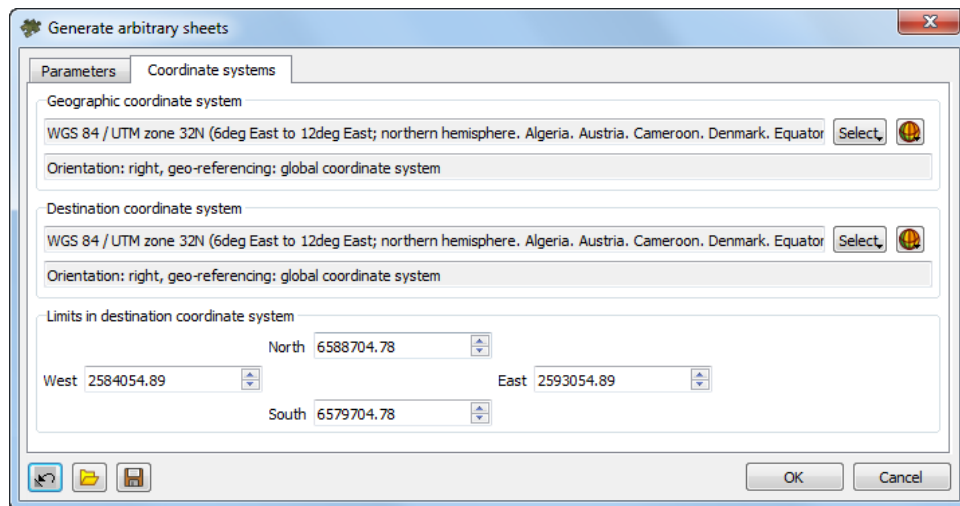 Generate arbitrary sheets
Parameters Coordinate systems
Geographic coordinate system
WGS 84 / UTM zone 32N (6deg East to 12deg East; northern hemisphere. Algeria. Austria. Cameroon. Denmark. Equator Select
Orientation: right, geo-referencing: global coordinate system
Destination coordinate system
WGS 84 / UTM zone 32N (6deg East to 12deg East; northern hemisphere. Algeria. Austria. Cameroon. Denmark. Equator Select
Orientation: right, geo-referencing: global coordinate system
Limits in destination coordinate system
North 6588704.78
West 2584054.89 East 2593054.89
South 6579704.78
OK Cancel